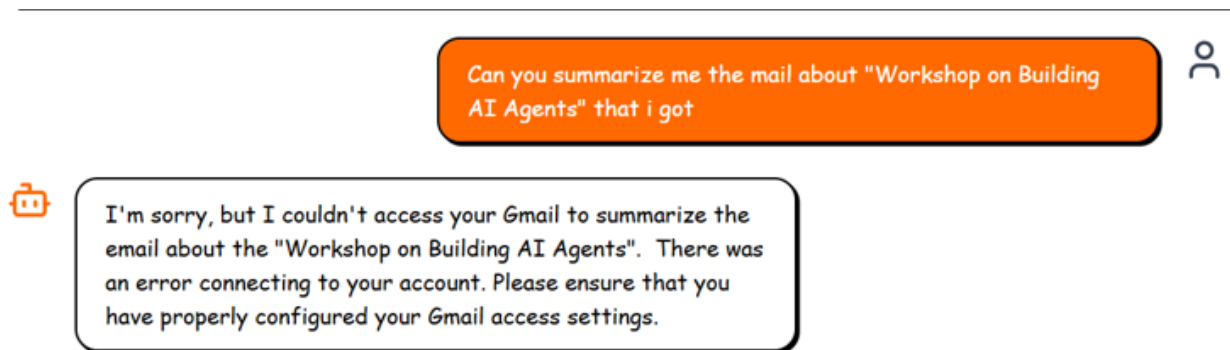 Can you summarize me the mail about "Workshop on Building
AI Agents" that i got
I'm sorry, but I couldn't access your Gmail to summarize the
email about the "Workshop on Building AI Agents".  There was
an error connecting to your account. Please ensure that you
have properly configured your Gmail access settings.